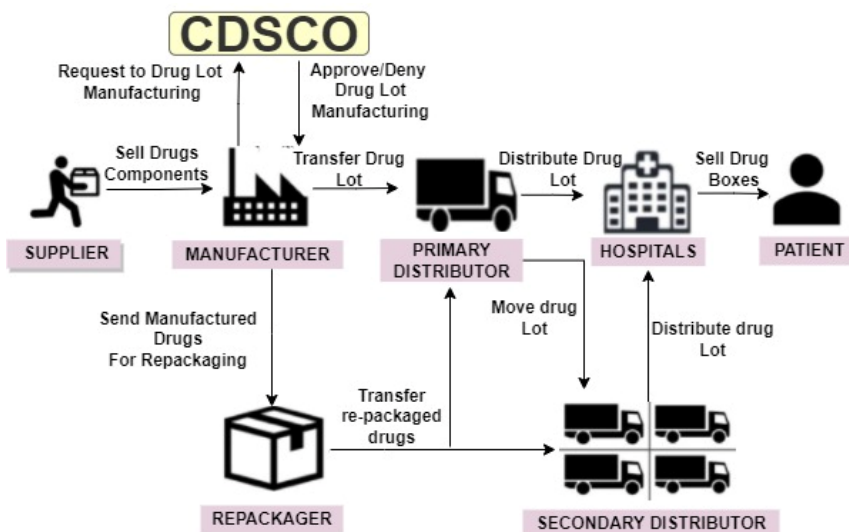 CDSCO
Request to Drug Lot
Manufacturing
Approve/Deny
Drug Lot
Manufacturing
Sell Drugs
Components
Transfer Drug
Lot
Distribute Drug
Lot
Sell Drug
Boxes
SUPPLIER
MANUFACTURER
PRIMARY
DISTRIBUTOR
HOSPITALS
PATIENT
Send Manufactured
Drugs
For Repackaging
Move drug
Lot
Distribute drug
Lot
Transfer
re-packaged
drugs
REPACKAGER
SECONDARY DISTRIBUTOR